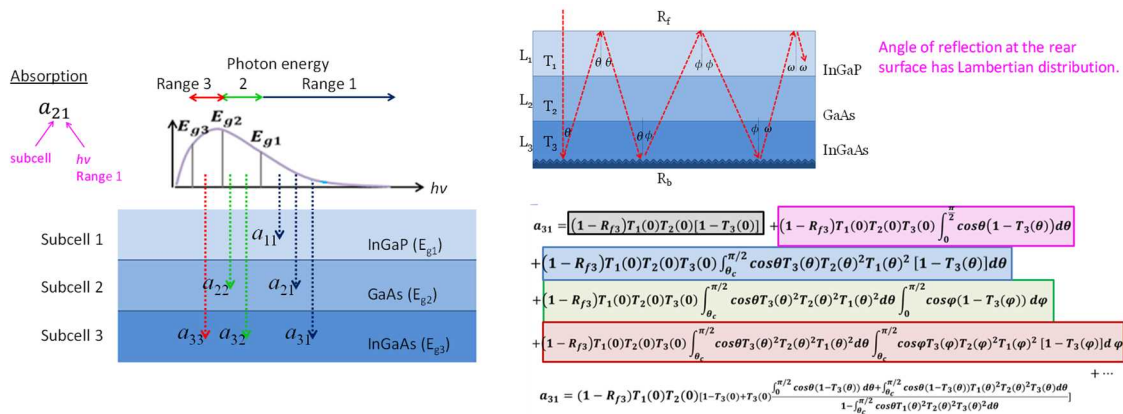 Absorption
a21
subcell
hν
Range 1
Photon energy
Range 3
2
Range 1
Eg3
Eg2
Eg1
hν
Subcell 1
a11
InGaP (Eg1)
Subcell 2
a22
a21
GaAs (Eg2)
Subcell 3
a33
a32
a31
InGaAs (Eg3)
Rf
L1
T1
θ θ
ϕ ϕ
ω ω
InGaP
L2
T2
GaAs
L3
T3
θ
θ ϕ
ϕ ω
InGaAs
Rb
Angle of reflection at the rear
surface has Lambertian distribution.
a31 = (1 − Rf3)T1(0)T2(0)[1 − T3(0)] + (1 − Rf3)T1(0)T2(0)T3(0) ∫0^π/2 cosθ(1 − T3(θ))dθ
+(1 − Rf3)T1(0)T2(0)T3(0) ∫θc^π/2 cosθT3(θ)T2(θ)²T1(θ)² [1 − T3(θ)]dθ
+(1 − Rf3)T1(0)T2(0)T3(0) ∫θc^π/2 cosθT3(θ)²T2(θ)²T1(θ)²dθ ∫0^π/2 cosφ(1 − T3(φ)) dφ
+(1 − Rf3)T1(0)T2(0)T3(0) ∫θc^π/2 cosθT3(θ)²T2(θ)²T1(θ)²dθ ∫θc^π/2 cosφT3(φ)T2(φ)²T1(φ)² [1 − T3(φ)]d φ
+ ⋯
a31 = (1 − Rf3)T1(0)T2(0)[1−T3(0)+T3(0) (∫0^π/2 cosθ(1−T3(θ)) dθ+∫θc^π/2 cosθ(1−T3(θ))T1(θ)²T2(θ)²T3(θ)dθ)/(1−∫θc^π/2 cosθT1(θ)²T2(θ)²T3(θ)²dθ)]